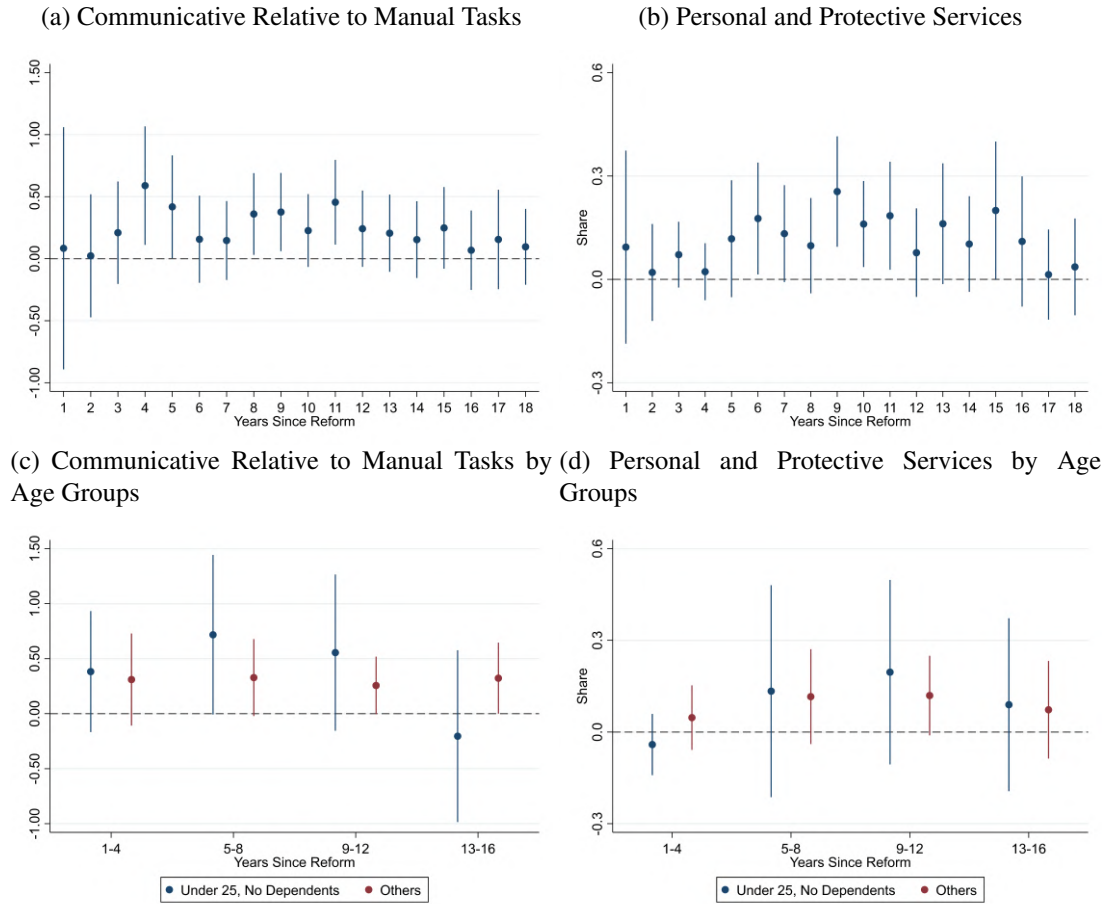 (a) Communicative Relative to Manual Tasks
(b) Personal and Protective Services
1.50
1.00
0.50
0.00
-0.50
-1.00
1 2 3 4 5 6 7 8 9 10 11 12 13 14 15 16 17 18
Years Since Reform
Share
0.6
0.3
0.0
-0.3
1 2 3 4 5 6 7 8 9 10 11 12 13 14 15 16 17 18
Years Since Reform
(c) Communicative Relative to Manual Tasks by
Age Groups
(d) Personal and Protective Services by Age
Groups
1.50
1.00
0.50
0.00
-0.50
-1.00
1-4 5-8 9-12 13-16
Years Since Reform
Under 25, No Dependents Others
Share
0.6
0.3
0.0
-0.3
1-4 5-8 9-12 13-16
Years Since Reform
Under 25, No Dependents Others